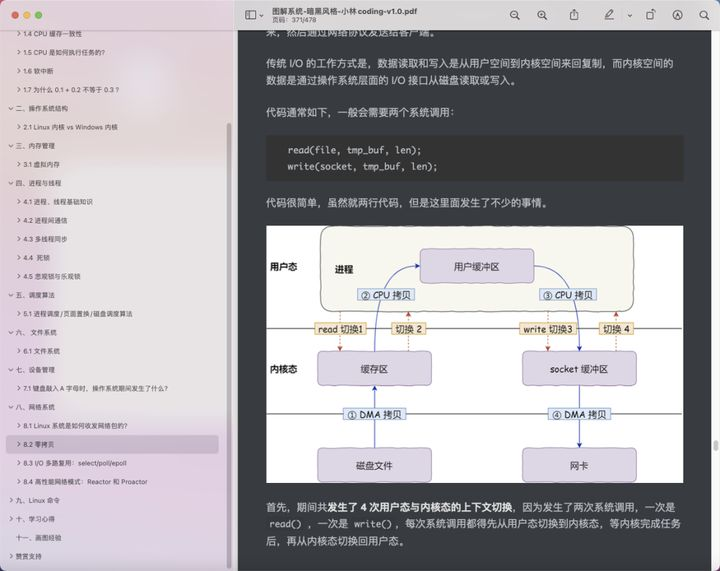 图解系统-暗黑风格-小林coding-v1.0.pdf
页码：371/478
1.4 CPU 缓存一致性
1.5 CPU 是如何执行任务的？
1.6 软中断
1.7 为什么 0.1 + 0.2 不等于 0.3 ?
二、操作系统结构
2.1 Linux 内核 vs Windows 内核
三、内存管理
3.1 虚拟内存
四、进程与线程
4.1 进程、线程基础知识
4.2 进程间通信
4.3 多线程同步
4.4 死锁
4.5 悲观锁与乐观锁
五、调度算法
5.1 进程调度/页面置换/磁盘调度算法
六、文件系统
6.1 文件系统
七、设备管理
7.1 键盘敲入 A 字母时，操作系统期间发生了什么？
八、网络系统
8.1 Linux 系统是如何收发网络包的？
8.2 零拷贝
8.3 I/O 多路复用：select/poll/epoll
8.4 高性能网络模式：Reactor 和 Proactor
九、Linux 命令
十、学习心得
十一、画图经验
赞赏支持
来，然后通过网络协议发送给客户端。
传统 I/O 的工作方式是，数据读取和写入是从用户空间到内核空间来回复制，而内核空间的
数据是通过操作系统层面的 I/O 接口从磁盘读取或写入。
代码通常如下，一般会需要两个系统调用：
read(file, tmp_buf, len);
write(socket, tmp_buf, len);
代码很简单，虽然就两行代码，但是这里面发生了不少的事情。
用户态
进程
用户缓冲区
② CPU 拷贝
③ CPU 拷贝
read 切换1
切换 2
write 切换3
切换 4
内核态
缓存区
socket 缓冲区
① DMA 拷贝
④ DMA 拷贝
磁盘文件
网卡
首先，期间共发生了 4 次用户态与内核态的上下文切换，因为发生了两次系统调用，一次是
read() ，一次是 write()，每次系统调用都得先从用户态切换到内核态，等内核完成任务
后，再从内核态切换回用户态。